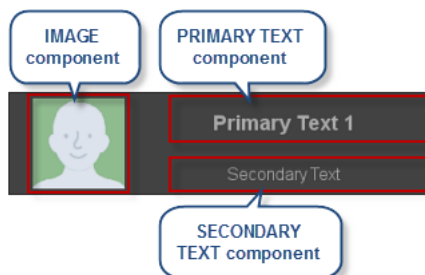 IMAGE
component
PRIMARY TEXT
component
Primary Text 1
Secondary Text
SECONDARY
TEXT component